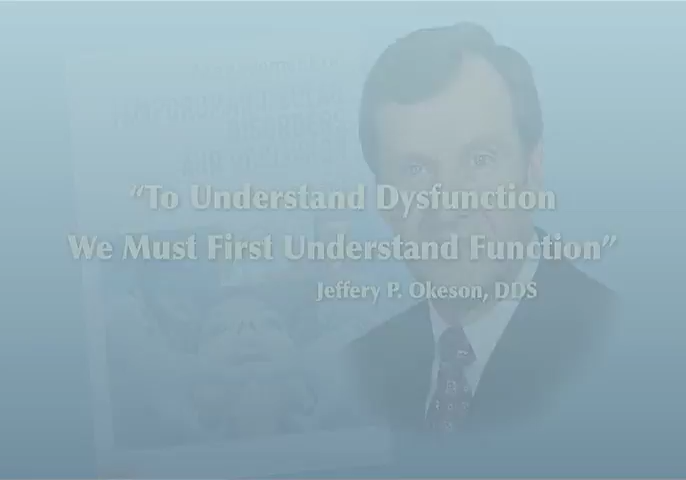 “To Understand Dysfunction
We Must First Understand Function”
Jeffery P. Okeson, DDS